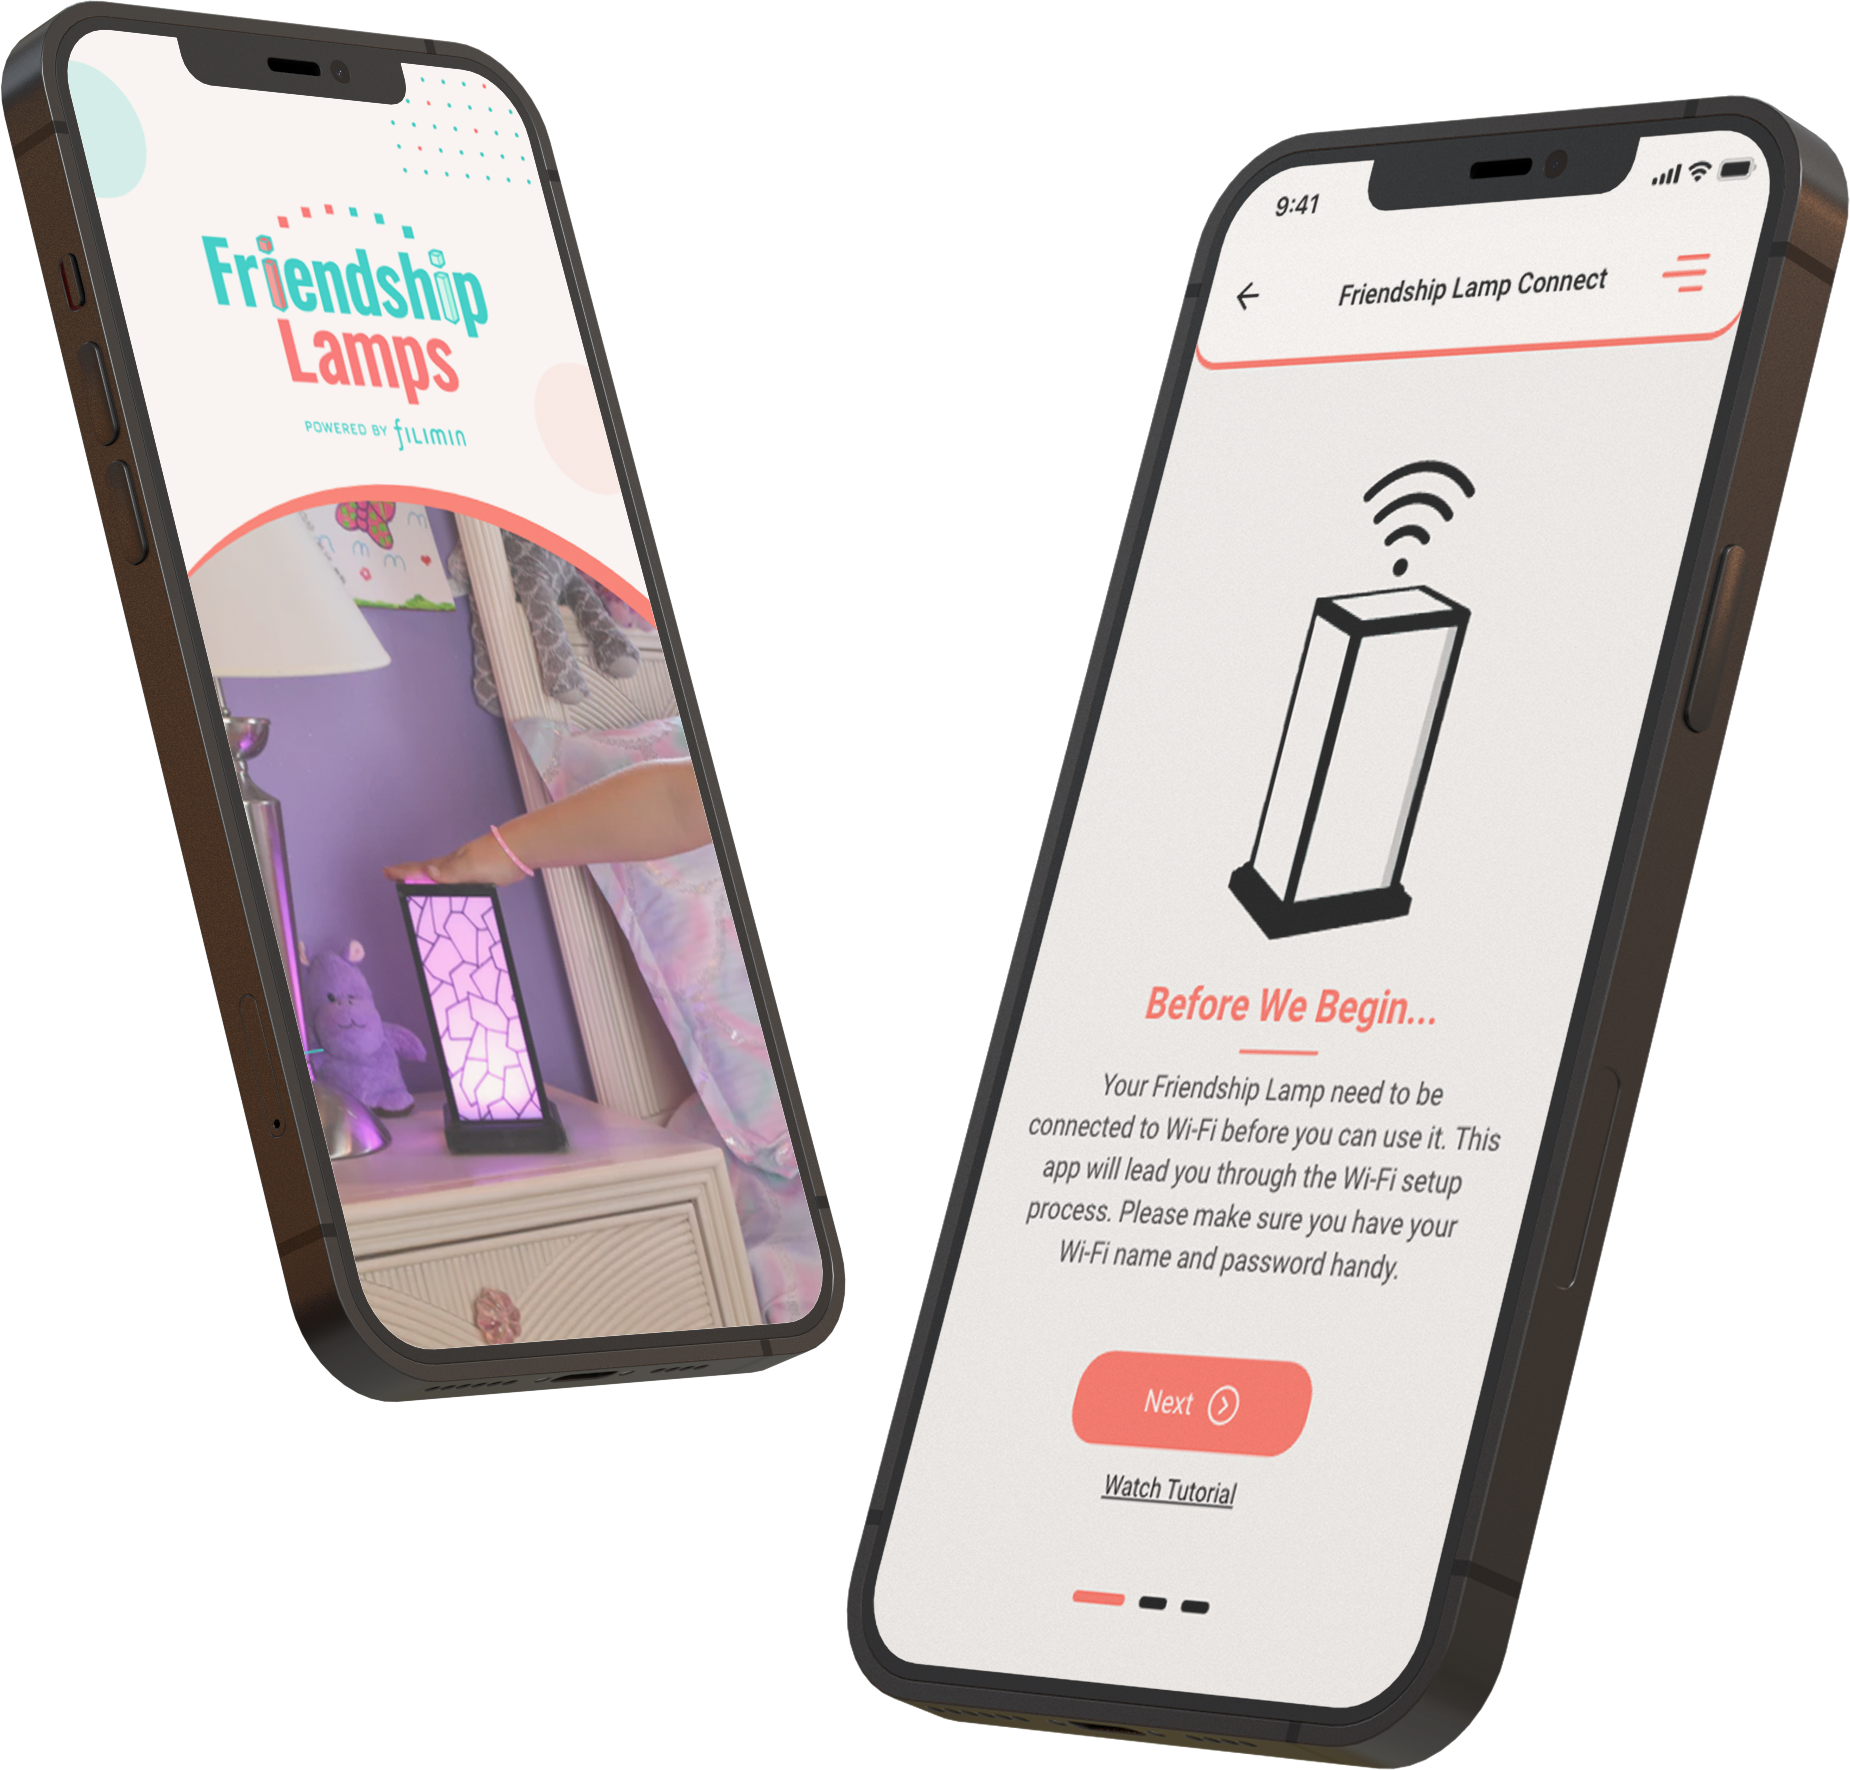 Friendship
Lamps
POWERED BY FILIMIN
9:41
Friendship Lamp Connect
Before We Begin...
Your Friendship Lamp need to be
connected to Wi-Fi before you can use it. This
app will lead you through the Wi-Fi setup
process. Please make sure you have your
Wi-Fi name and password handy.
Next
Watch Tutorial